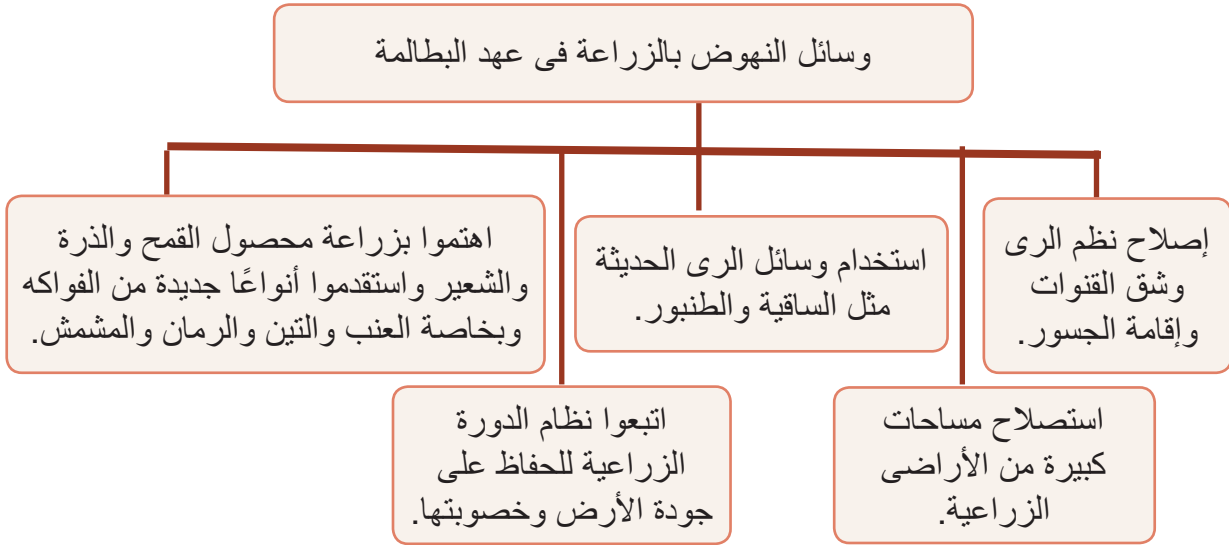 وسائل النهوض بالزراعة فى عهد البطالمة
إصلاح نظم الرى
وشق القنوات
وإقامة الجسور.
استصلاح مساحات
كبيرة من الأراضى
الزراعية.
استخدام وسائل الرى الحديثة
مثل الساقية والطنبور.
اتبعوا نظام الدورة
الزراعية للحفاظ على
جودة الأرض وخصوبتها.
اهتموا بزراعة محصول القمح والذرة
والشعير واستقدموا أنواعًا جديدة من الفواكه
وبخاصة العنب والتين والرمان والمشمش.